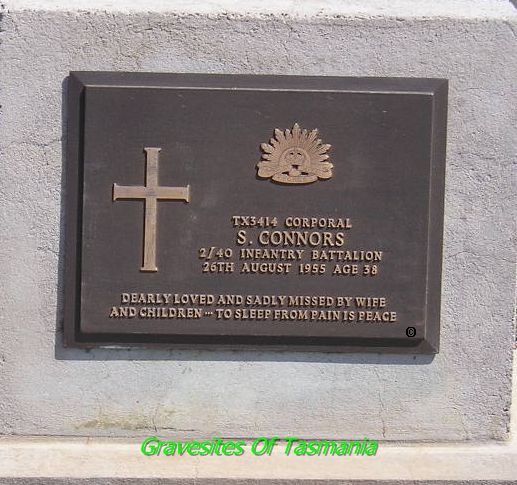 TX3414 CORPORAL
S. CONNORS
2/40 INFANTRY BATTALION
26TH AUGUST 1955 AGE 38
DEARLY LOVED AND SADLY MISSED BY WIFE
AND CHILDREN --- TO SLEEP FROM PAIN IS PEACE
Gravesites Of Tasmania